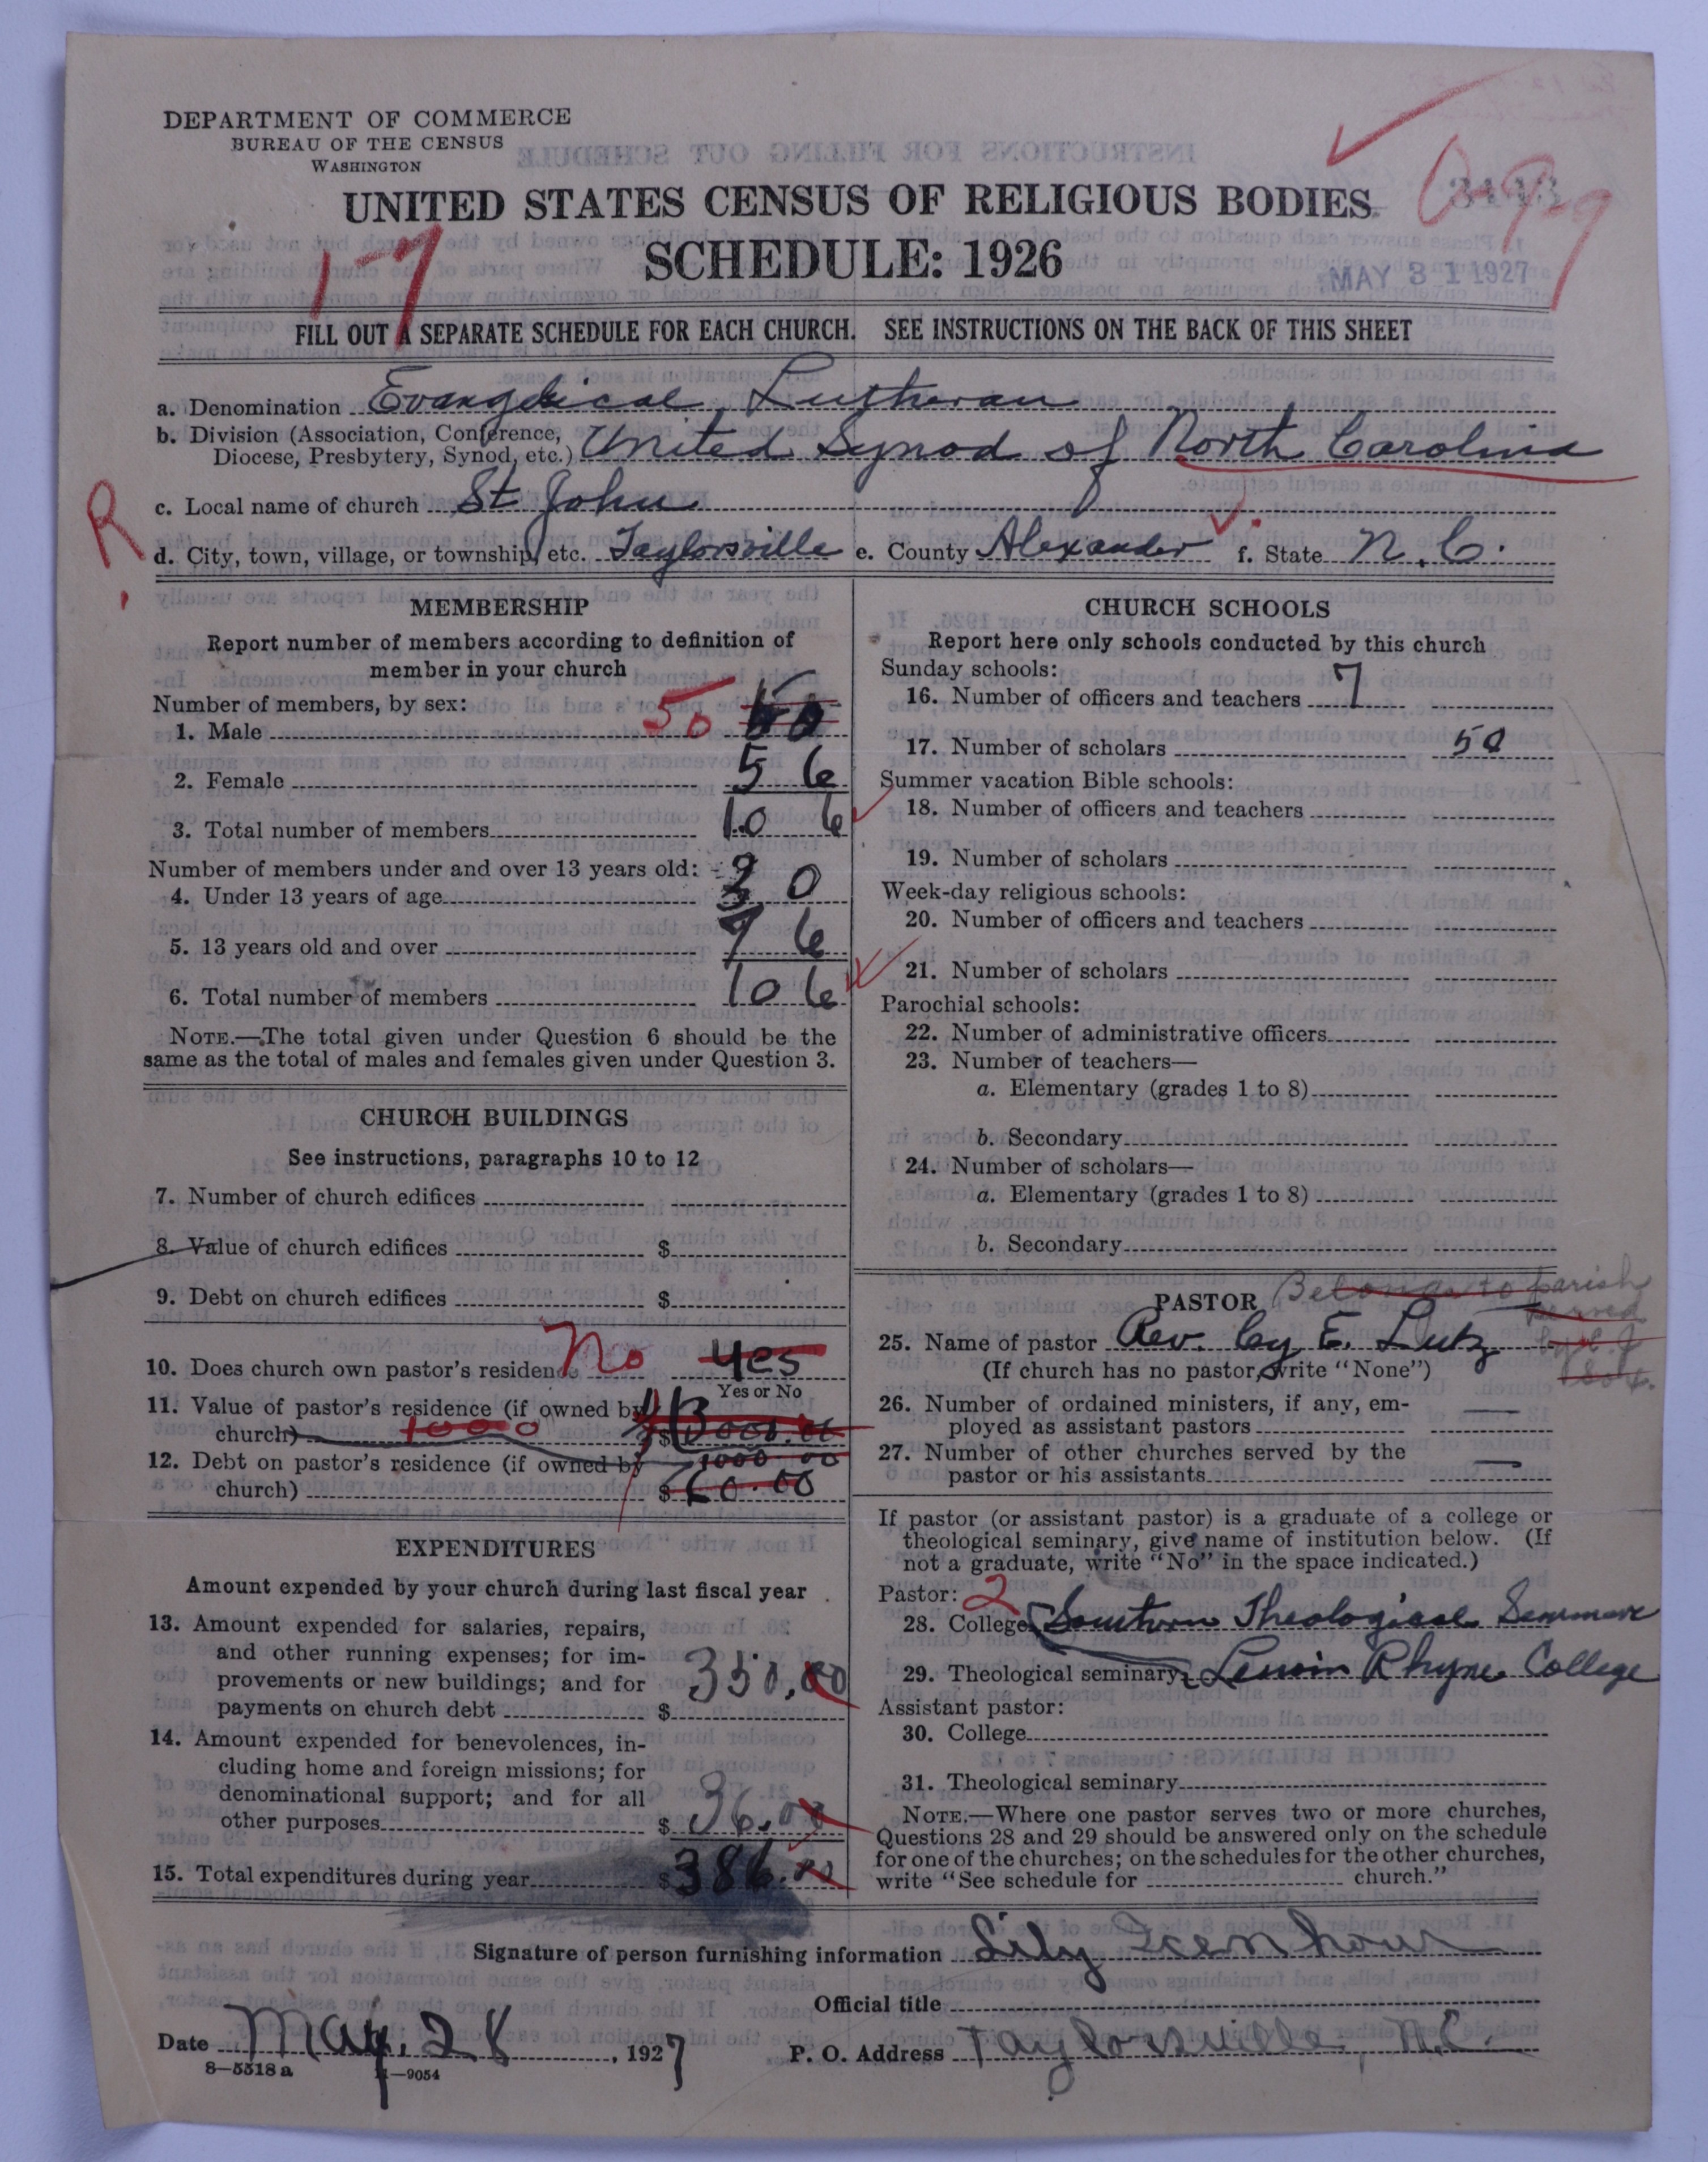 DEPARTMENT OF COMMERCE
BUREAU OF THE CENSUS
WASHINGTON
UNITED STATES CENSUS OF RELIGIOUS BODIES
SCHEDULE: 1926
1-7
MAY 31 1927
FILL OUT A SEPARATE SCHEDULE FOR EACH CHURCH. SEE INSTRUCTIONS ON THE BACK OF THIS SHEET
a. Denomination Evangelical Lutheran
b. Division (Association, Conference,
Diocese, Presbytery, Synod, etc.) United Synod of North Carolina
R
c. Local name of church St John
d. City, town, village, or township, etc. Taylorsville e. County Alexander f. State N. C.
MEMBERSHIP
Report number of members according to definition of
member in your church
Number of members, by sex:
1. Male 50
2. Female 56
3. Total number of members 106
Number of members under and over 13 years old:
4. Under 13 years of age 30
5. 13 years old and over 76
6. Total number of members 106
NOTE.—The total given under Question 6 should be the
same as the total of males and females given under Question 3.
CHURCH BUILDINGS
See instructions, paragraphs 10 to 12
7. Number of church edifices
8. Value of church edifices $
9. Debt on church edifices $
10. Does church own pastor's residence No yes
Yes or No
11. Value of pastor's residence (if owned by
church) 1000 $ 3000.00
12. Debt on pastor's residence (if owned by 1000 00
church) $ 60.00
EXPENDITURES
Amount expended by your church during last fiscal year
13. Amount expended for salaries, repairs,
and other running expenses; for im-
provements or new buildings; and for
payments on church debt $ 350.00
14. Amount expended for benevolences, in-
cluding home and foreign missions; for
denominational support; and for all
other purposes $ 36.00
15. Total expenditures during year $ 386.00
CHURCH SCHOOLS
Report here only schools conducted by this church
Sunday schools:
16. Number of officers and teachers 7
17. Number of scholars 50
Summer vacation Bible schools:
18. Number of officers and teachers
19. Number of scholars
Week-day religious schools:
20. Number of officers and teachers
21. Number of scholars
Parochial schools:
22. Number of administrative officers
23. Number of teachers—
a. Elementary (grades 1 to 8)
b. Secondary
24. Number of scholars—
a. Elementary (grades 1 to 8)
b. Secondary
PASTOR Belongs to parish
served
25. Name of pastor Rev. Cy E. Lutz
(If church has no pastor, write "None")
26. Number of ordained ministers, if any, em-
ployed as assistant pastors —
27. Number of other churches served by the
pastor or his assistants —
If pastor (or assistant pastor) is a graduate of a college or
theological seminary, give name of institution below. (If
not a graduate, write "No" in the space indicated.)
Pastor: 2
28. College Southern Theological
29. Theological seminary Lenoir Rhyne College
Assistant pastor:
30. College
31. Theological seminary
NOTE.—Where one pastor serves two or more churches,
Questions 28 and 29 should be answered only on the schedule
for one of the churches; on the schedules for the other churches,
write "See schedule for church."
Signature of person furnishing information Lily Icenhour
Official title
Date May, 28, 1927 P. O. Address Taylorsville, N.C.
8—5518 a 11—9054